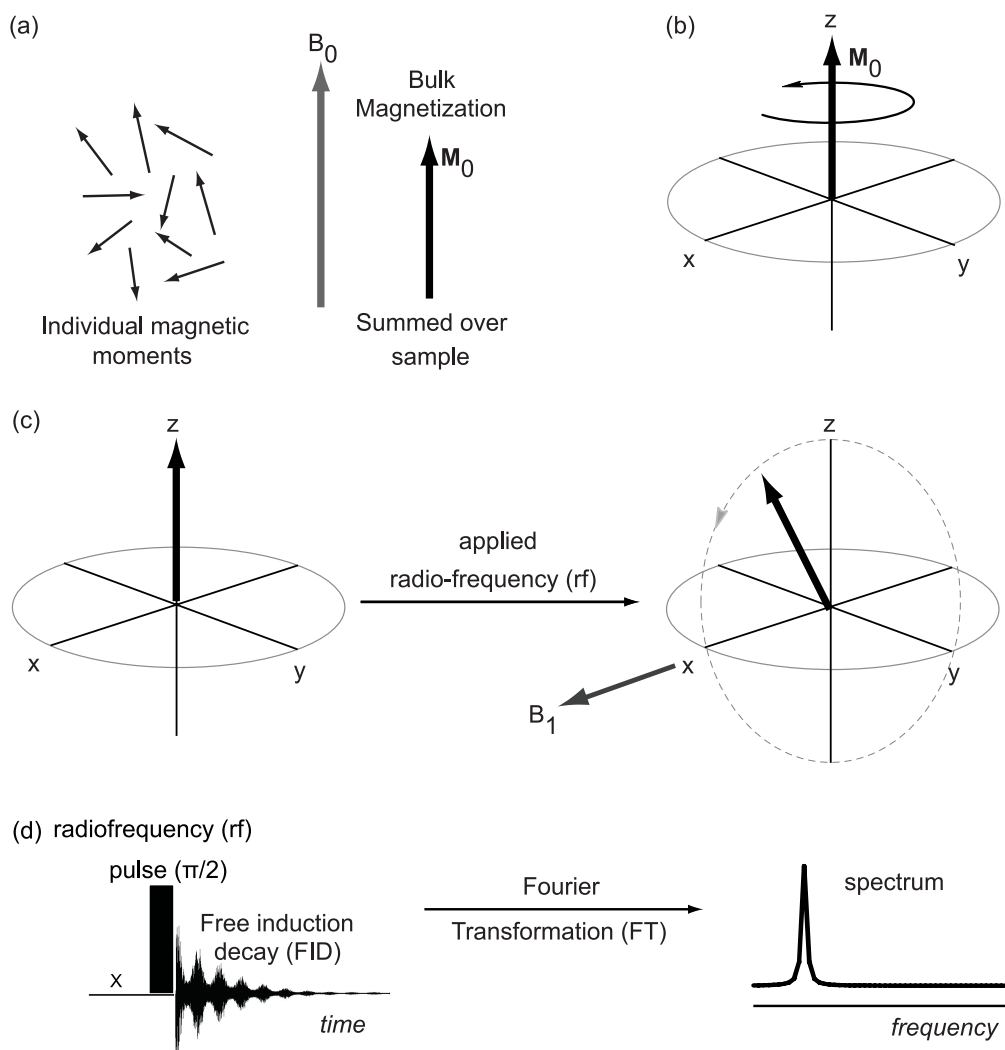 (a)
B0
Bulk
Magnetization
M0
Individual magnetic
moments
Summed over
sample
(b)
z
M0
x
y
(c)
z
x
y
applied
radio-frequency (rf)
z
x
y
B1
(d) radiofrequency (rf)
pulse (π/2)
Free induction
decay (FID)
x
time
Fourier
Transformation (FT)
spectrum
frequency